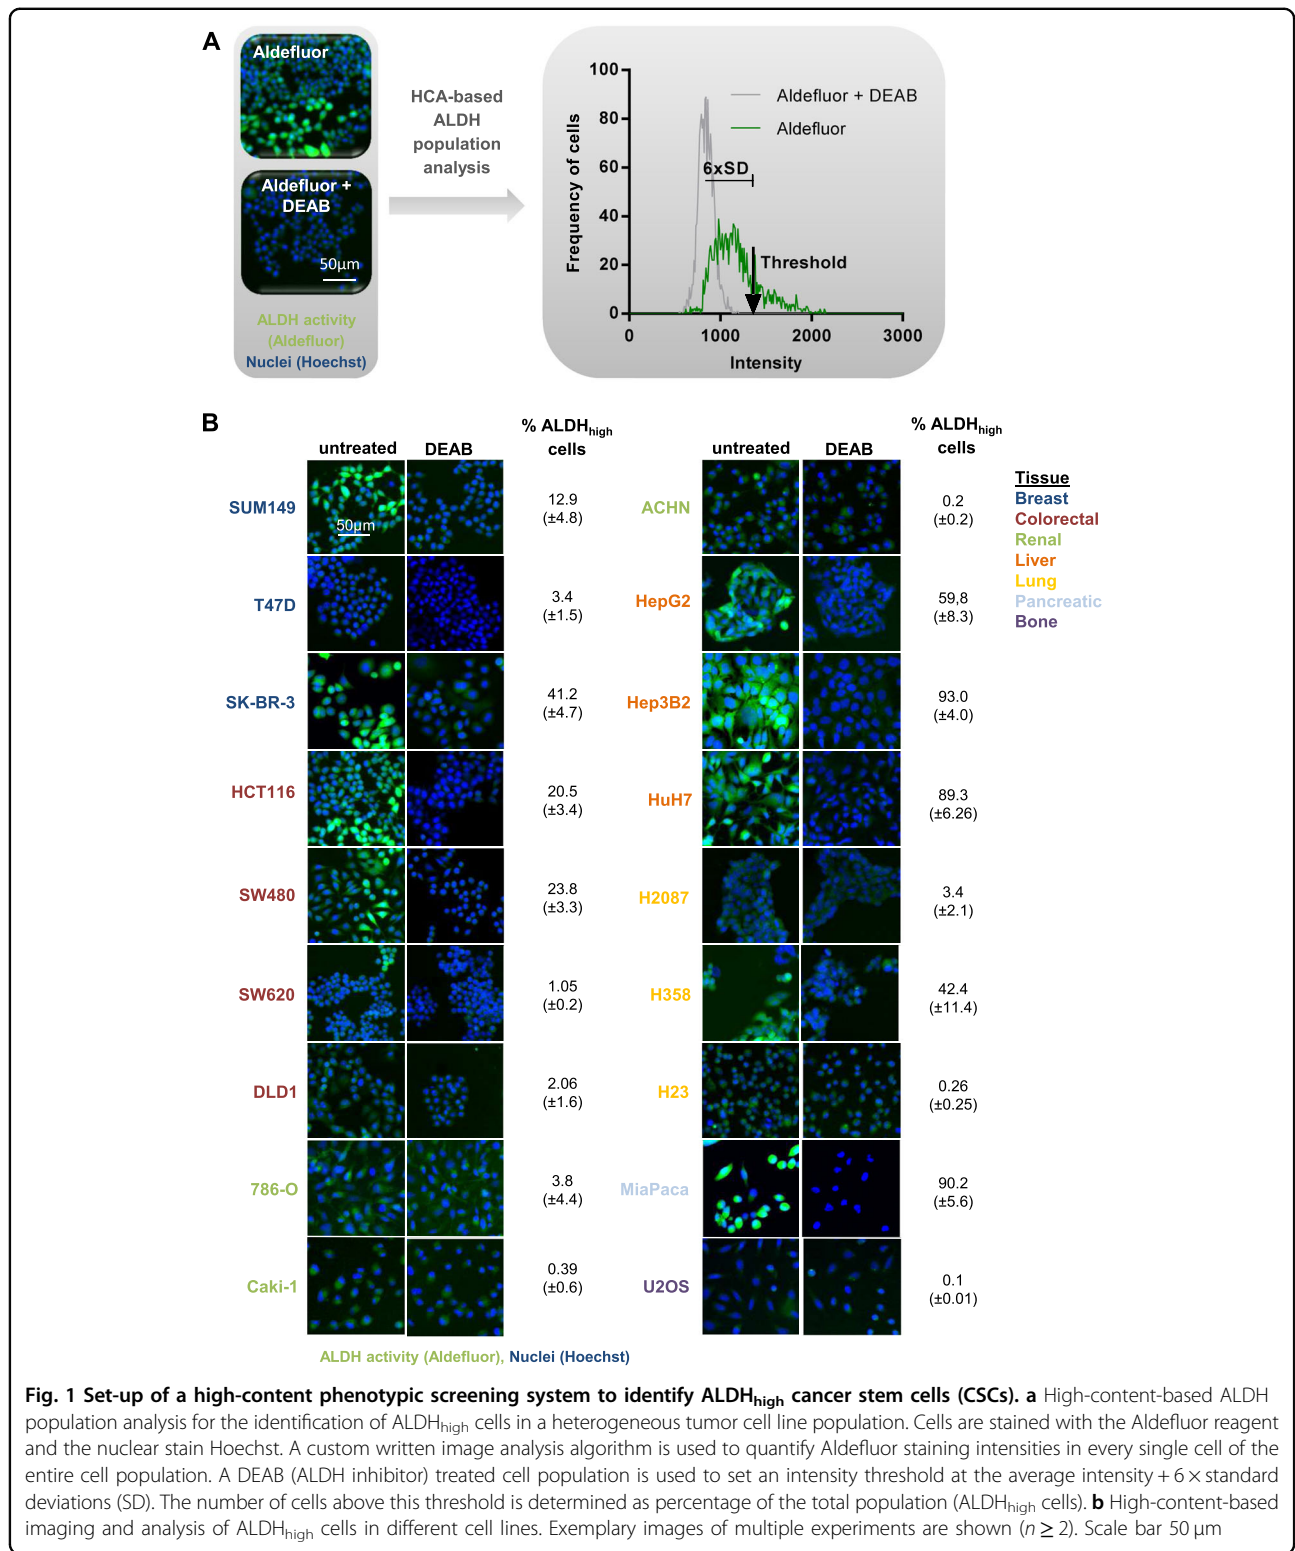 A
Aldefluor
Aldefluor +
DEAB
50µm
ALDH activity
(Aldefluor)
Nuclei (Hoechst)
HCA-based
ALDH
population
analysis
100
80
60
40
20
0
Frequency of cells
Aldefluor + DEAB
Aldefluor
6xSD
Threshold
0
1000
2000
3000
Intensity
B
untreated
DEAB
% ALDHhigh
cells
SUM149
50µm
12.9
(±4.8)
T47D
3.4
(±1.5)
SK-BR-3
41.2
(±4.7)
HCT116
20.5
(±3.4)
SW480
23.8
(±3.3)
SW620
1.05
(±0.2)
DLD1
2.06
(±1.6)
786-O
3.8
(±4.4)
Caki-1
0.39
(±0.6)
untreated
DEAB
% ALDHhigh
cells
ACHN
0.2
(±0.2)
HepG2
59,8
(±8.3)
Hep3B2
93.0
(±4.0)
HuH7
89.3
(±6.26)
H2087
3.4
(±2.1)
H358
42.4
(±11.4)
H23
0.26
(±0.25)
MiaPaca
90.2
(±5.6)
U2OS
0.1
(±0.01)
Tissue
Breast
Colorectal
Renal
Liver
Lung
Pancreatic
Bone
ALDH activity (Aldefluor), Nuclei (Hoechst)
Fig. 1 Set-up of a high-content phenotypic screening system to identify ALDHhigh cancer stem cells (CSCs). a High-content-based ALDH
population analysis for the identification of ALDHhigh cells in a heterogeneous tumor cell line population. Cells are stained with the Aldefluor reagent
and the nuclear stain Hoechst. A custom written image analysis algorithm is used to quantify Aldefluor staining intensities in every single cell of the
entire cell population. A DEAB (ALDH inhibitor) treated cell population is used to set an intensity threshold at the average intensity + 6 × standard
deviations (SD). The number of cells above this threshold is determined as percentage of the total population (ALDHhigh cells). b High-content-based
imaging and analysis of ALDHhigh cells in different cell lines. Exemplary images of multiple experiments are shown (n ≥ 2). Scale bar 50 µm